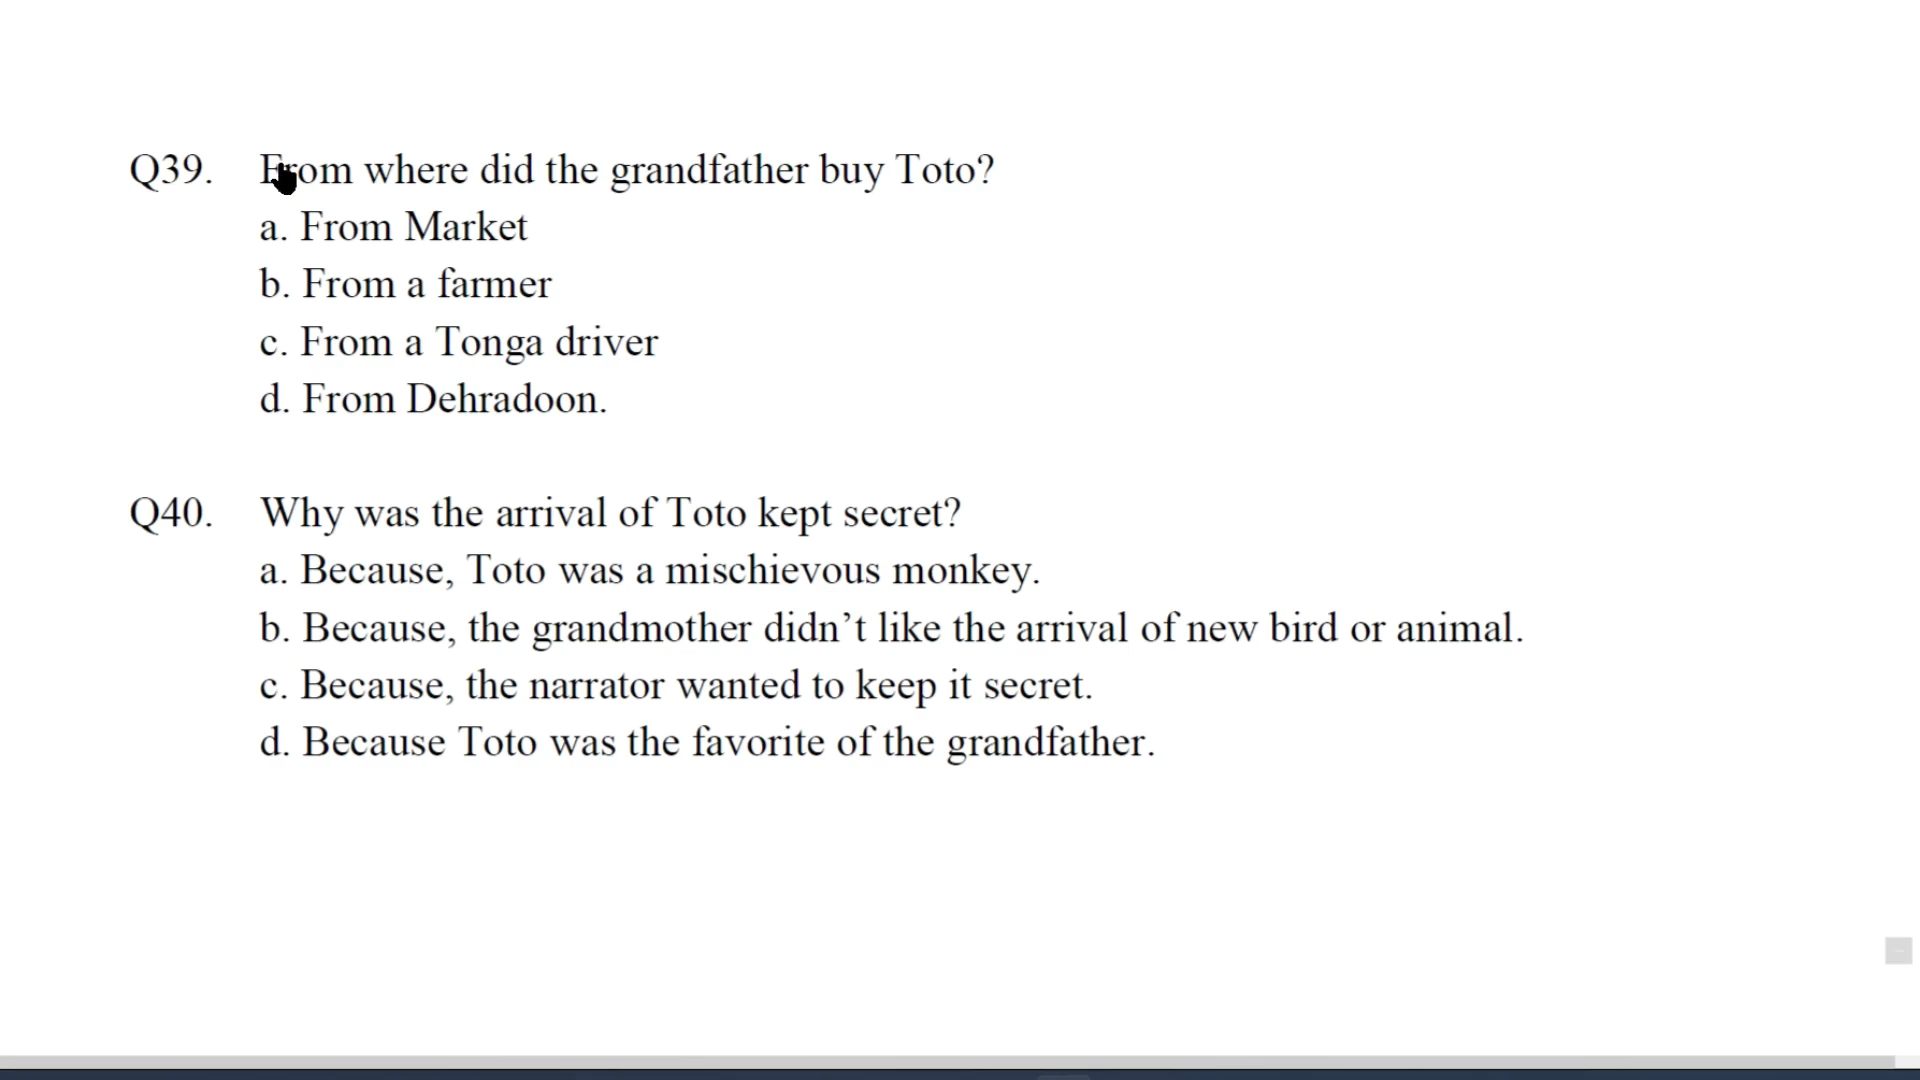 Q39. From where did the grandfather buy Toto?
a. From Market
b. From a farmer
c. From a Tonga driver
d. From Dehradoon.
Q40. Why was the arrival of Toto kept secret?
a. Because, Toto was a mischievous monkey.
b. Because, the grandmother didn’t like the arrival of new bird or animal.
c. Because, the narrator wanted to keep it secret.
d. Because Toto was the favorite of the grandfather.